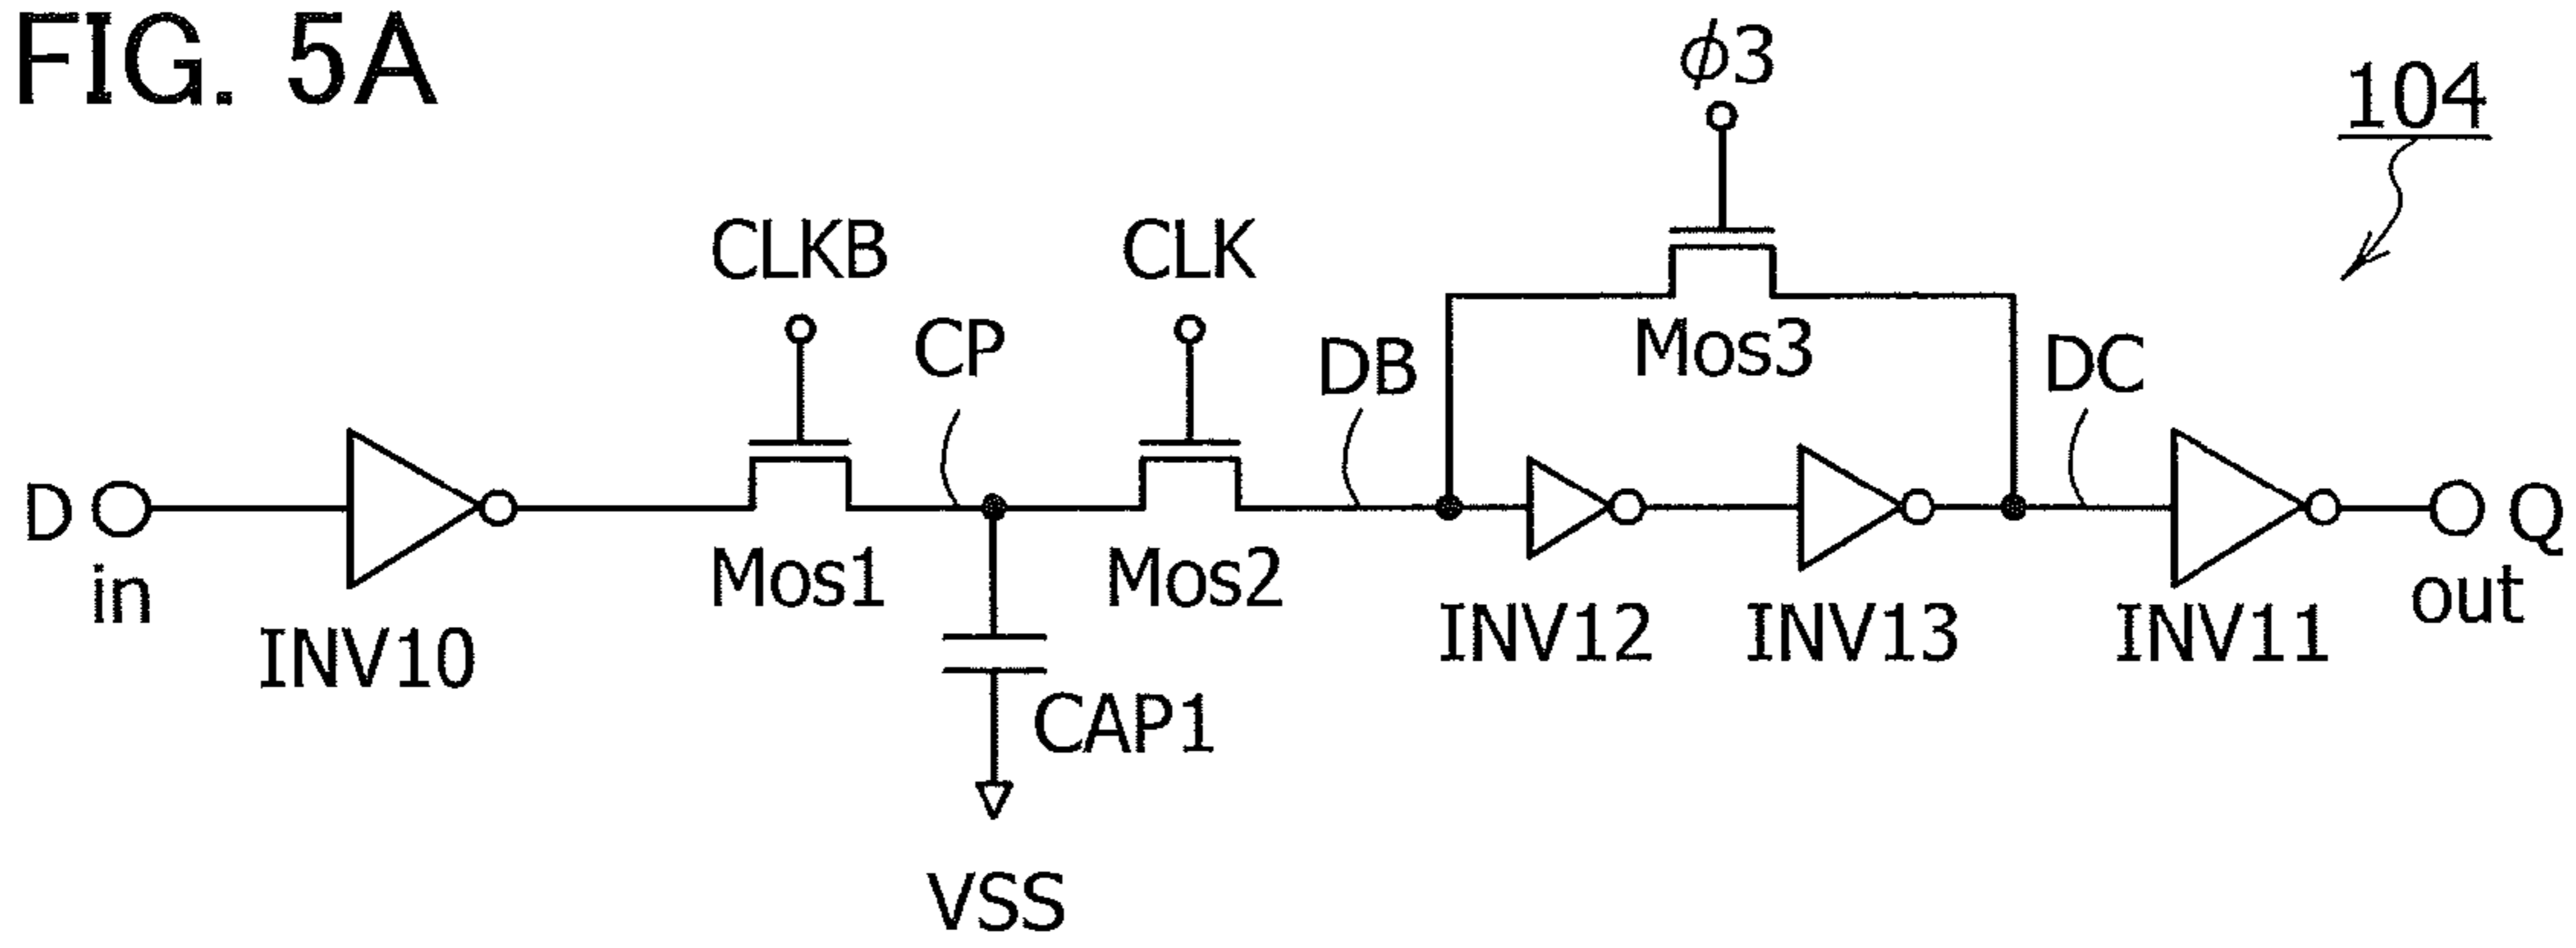 FIG. 5A
ϕ3
104
CLKB
CLK
CP
DB
Mos3
DC
D
in
INV10
Mos1
Mos2
CAP1
VSS
INV12
INV13
INV11
Q
out